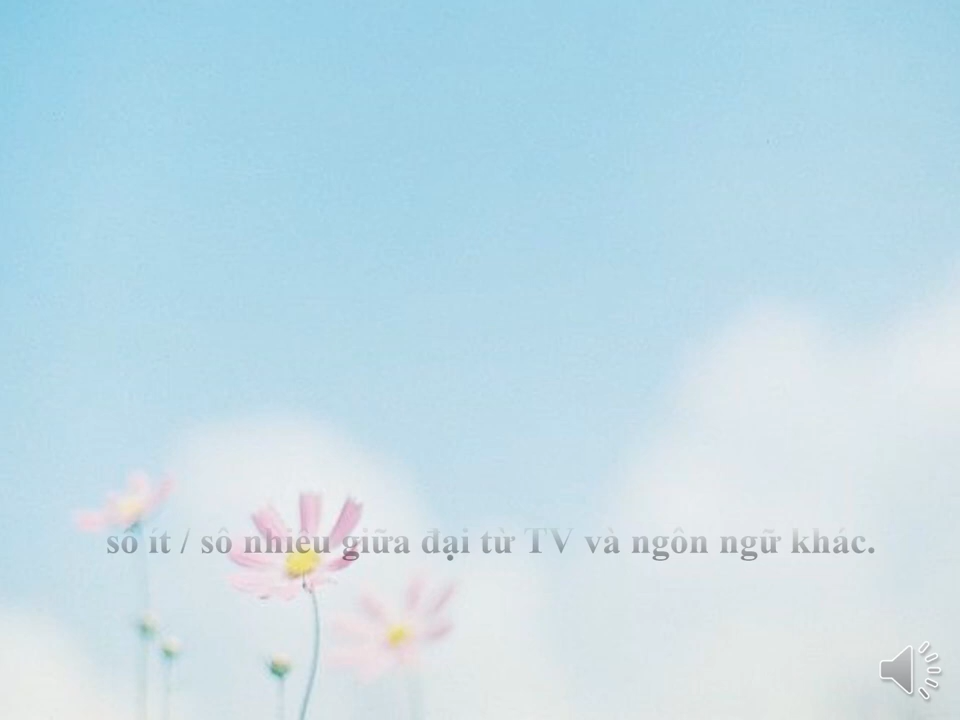 số ít / số nhiều giữa đại từ TV và ngôn ngữ khác.